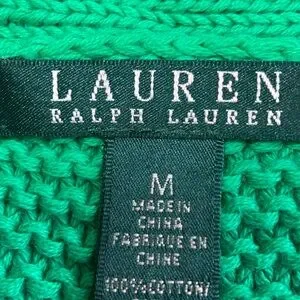 LAUREN
RALPH LAUREN
M
MADE IN
CHINA
FABRIQUE EN
CHINE
100% COTTON/